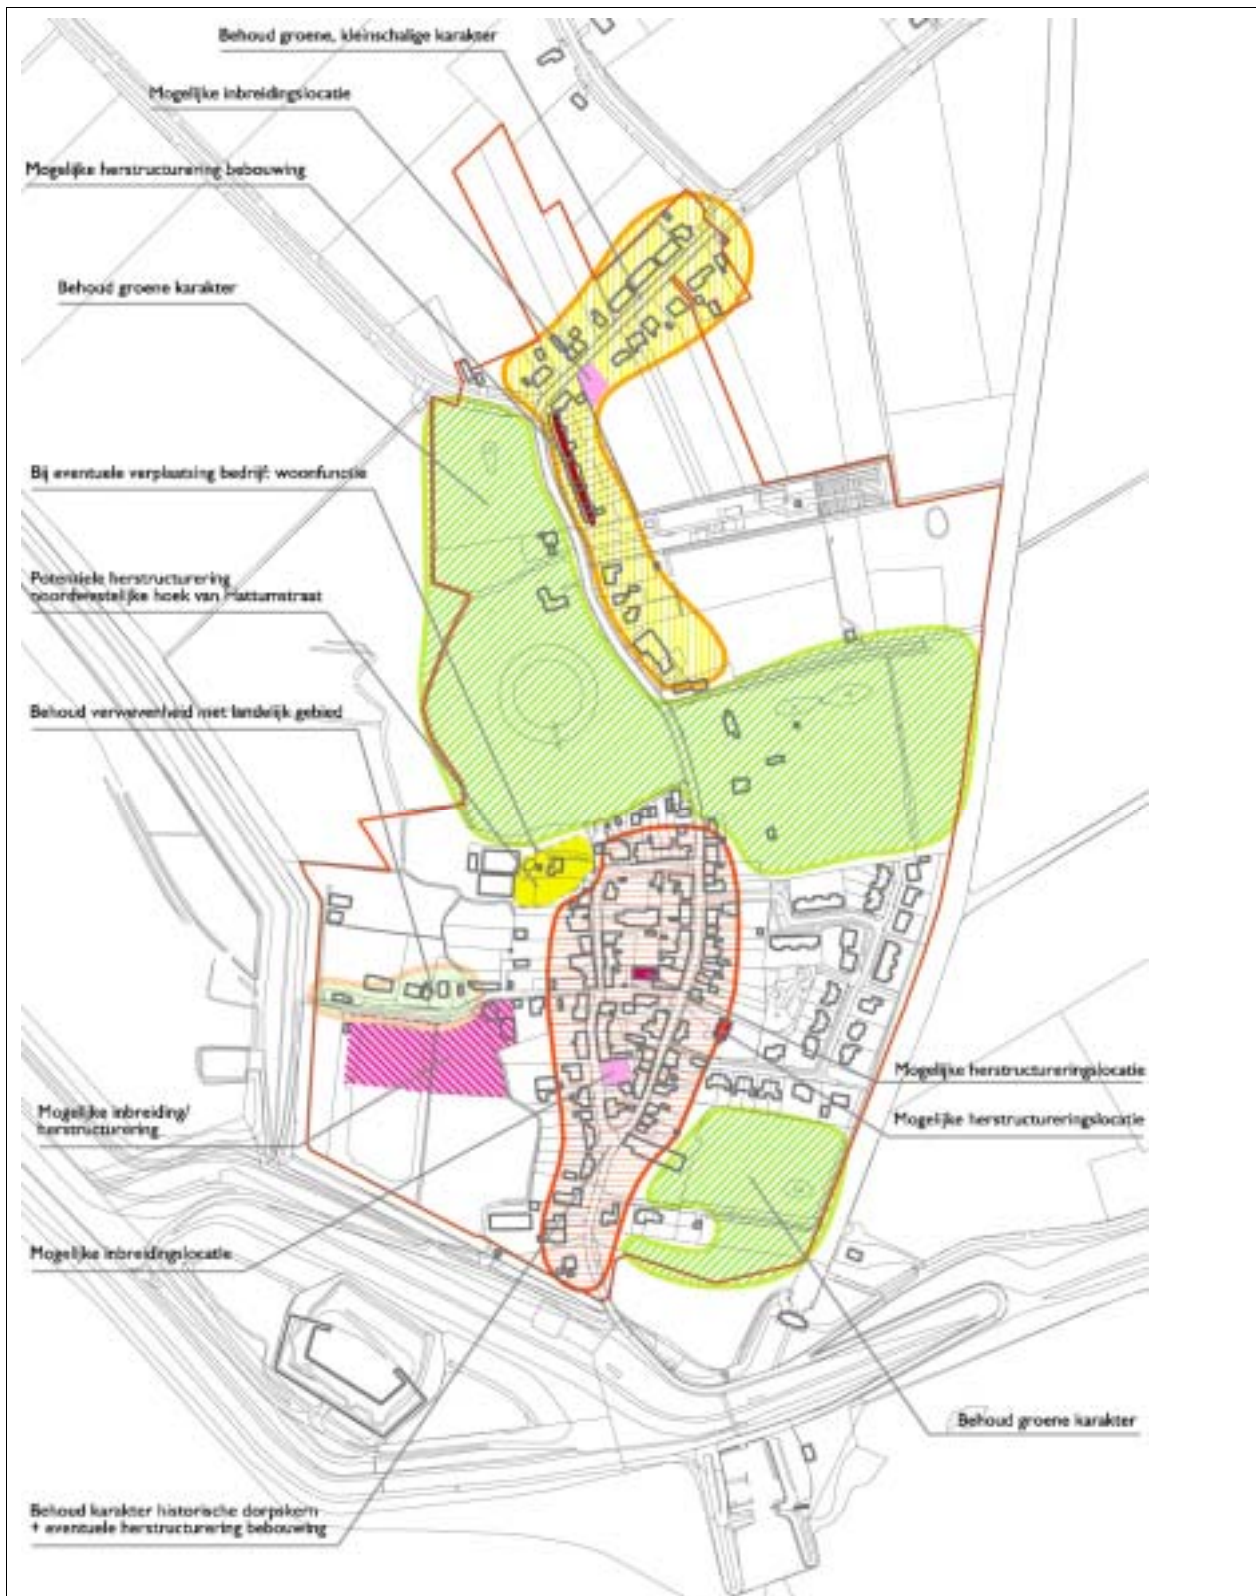 Behoud groene, kleinschalige karakter
Mogelijke inbreidingslocatie
Mogelijke herstructurering bebouwing
Behoud groene karakter
Bij eventuele verplaatsing bedrijf: woonfunctie
Potentiele herstructurering
noordwestelijke hoek van Hattumstraat
Behoud verwevenheid met landelijk gebied
Mogelijke herstructureringslocatie
Mogelijke inbreiding/
herstructurering
Mogelijke herstructureringslocatie
Mogelijke inbreidingslocatie
Behoud groene karakter
Behoud karakter historische dorpskern
+ eventuele herstructurering bebouwing